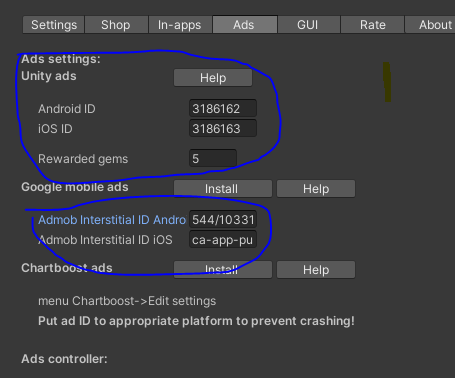 Settings Shop In-apps Ads GUI Rate About
Ads settings:
Unity ads Help
Android ID 3186162
iOS ID 3186163
Rewarded gems 5
Google mobile ads Install Help
Admob Interstitial ID Andro 544/10331
Admob Interstitial ID iOS ca-app-pu
Chartboost ads Install Help
menu Chartboost->Edit settings
Put ad ID to appropriate platform to prevent crashing!
Ads controller: